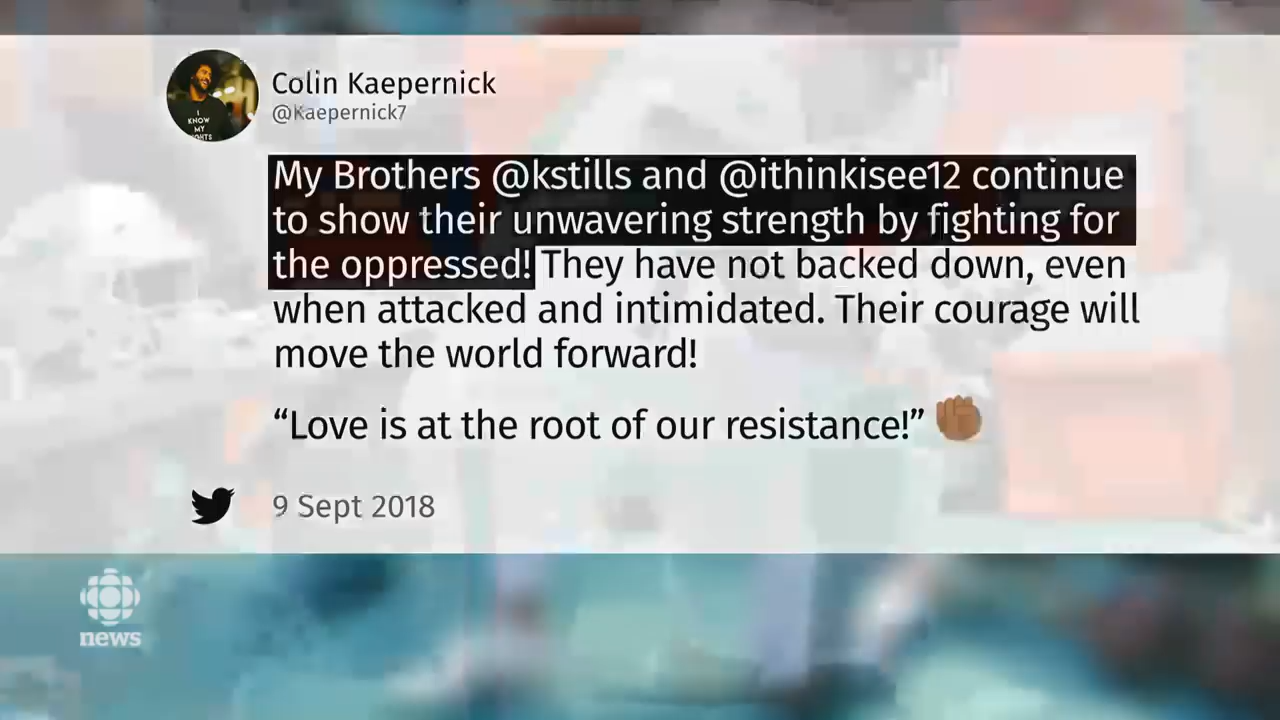 Colin Kaepernick
@Kaepernick7
I
KNOW
MY
My Brothers @kstills and @ithinkisee12 continue
to show their unwavering strength by fighting for
the oppressed! They have not backed down, even
when attacked and intimidated. Their courage will
move the world forward!
“Love is at the root of our resistance!” ✊🏾
9 Sept 2018
news